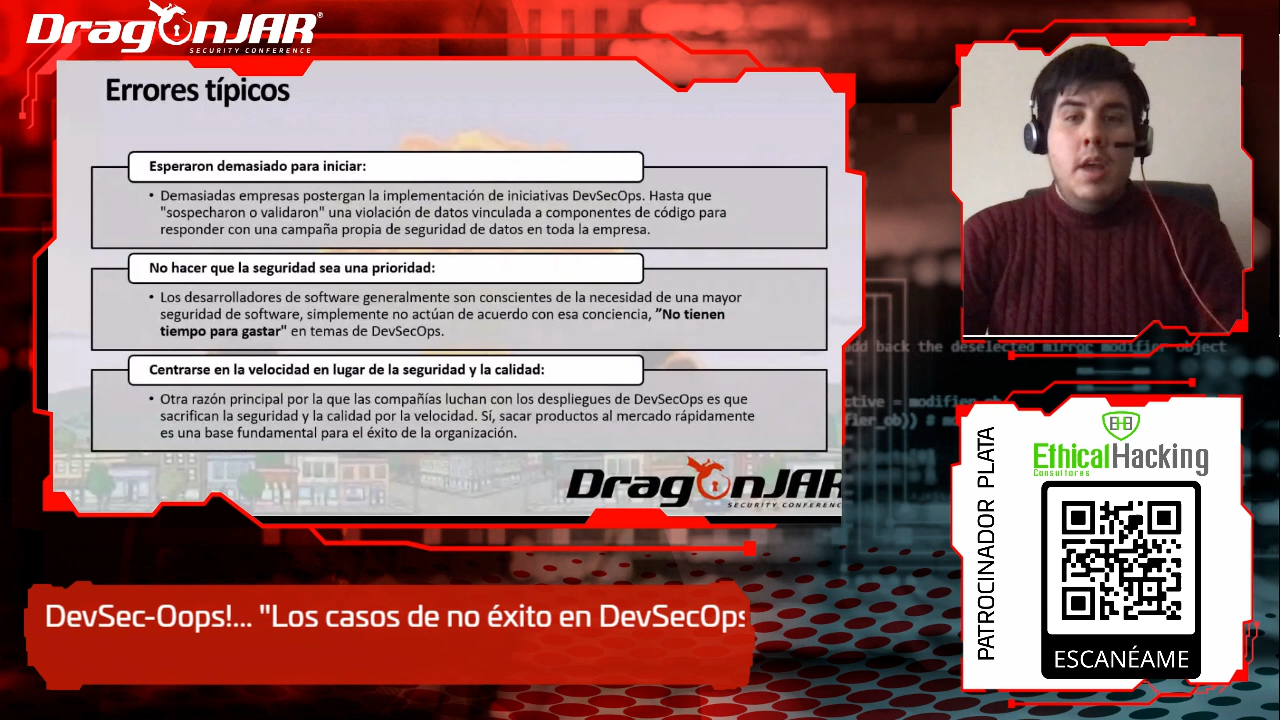 DragonJAR
SECURITY CONFERENCE
Errores típicos
Esperaron demasiado para iniciar:
• Demasiadas empresas postergan la implementación de iniciativas DevSecOps. Hasta que
"sospecharon o validaron" una violación de datos vinculada a componentes de código para
responder con una campaña propia de seguridad de datos en toda la empresa.
No hacer que la seguridad sea una prioridad:
• Los desarrolladores de software generalmente son conscientes de la necesidad de una mayor
seguridad de software, simplemente no actúan de acuerdo con esa conciencia, "No tienen
tiempo para gastar" en temas de DevSecOps.
Centrarse en la velocidad en lugar de la seguridad y la calidad:
• Otra razón principal por la que las compañías luchan con los despliegues de DevSecOps es que
sacrifican la seguridad y la calidad por la velocidad. Sí, sacar productos al mercado rápidamente
es una base fundamental para el éxito de la organización.
DragonJAR
SECURITY CONFERENC
add back the deselected mirror modifier object
ctive = modifier_ob
fier_ob)) # mo
PATROCINADOR PLATA
EthicalHacking
Consultores
ESCANÉAME
DevSec-Oops!... "Los casos de no éxito en DevSecOps